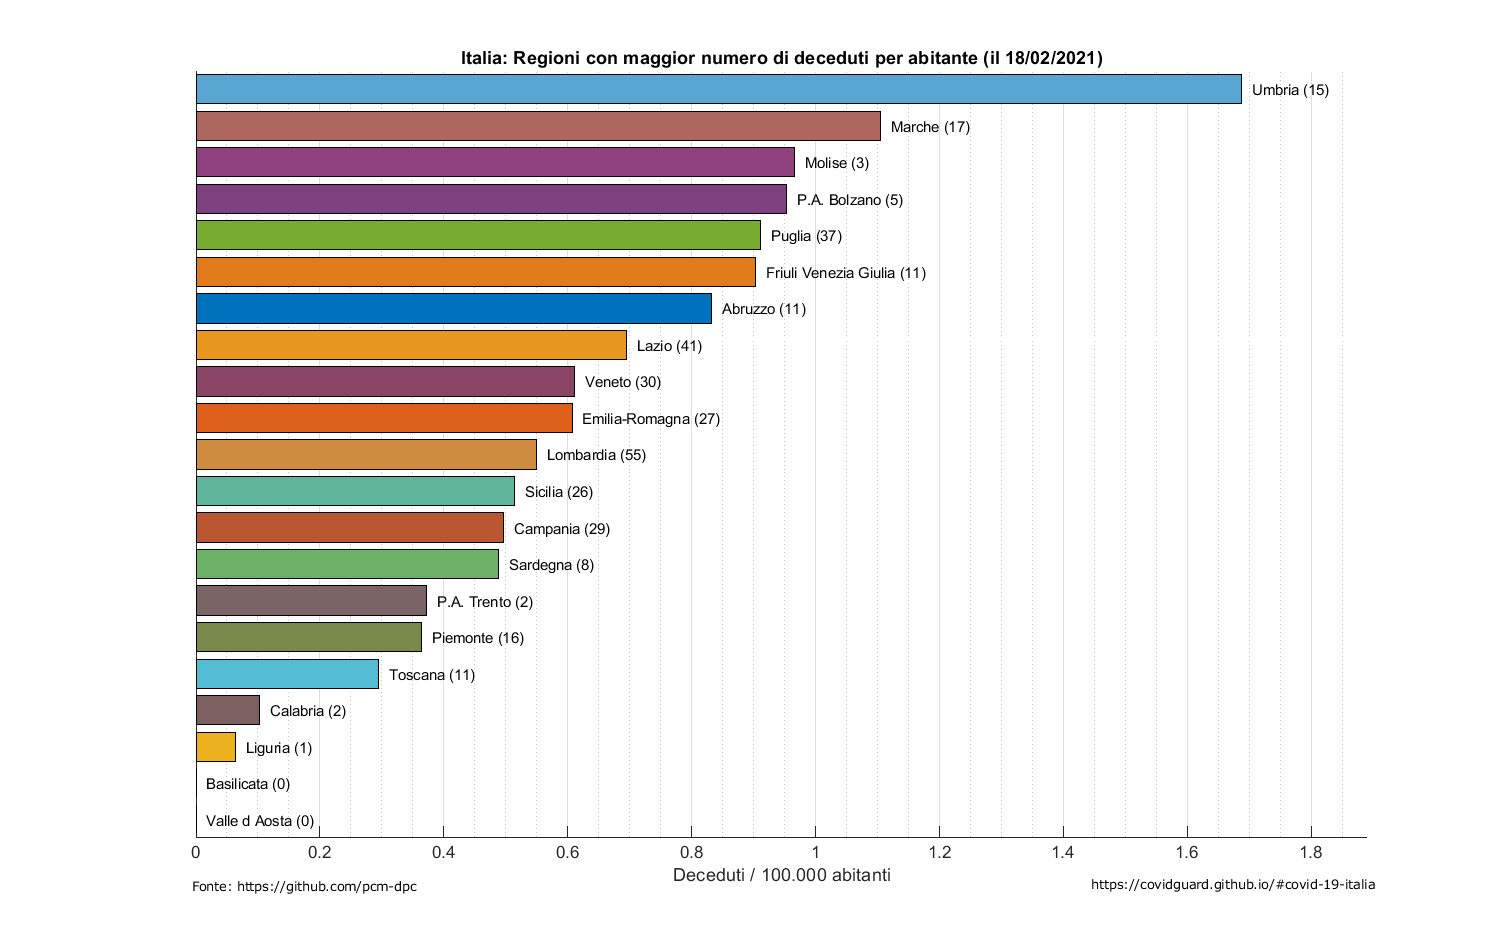 Italia: Regioni con maggior numero di deceduti per abitante (il 18/02/2021)
Umbria (15)
Marche (17)
Molise (3)
P.A. Bolzano (5)
Puglia (37)
Friuli Venezia Giulia (11)
Abruzzo (11)
Lazio (41)
Veneto (30)
Emilia-Romagna (27)
Lombardia (55)
Sicilia (26)
Campania (29)
Sardegna (8)
P.A. Trento (2)
Piemonte (16)
Toscana (11)
Calabria (2)
Liguria (1)
Basilicata (0)
Valle d Aosta (0)
0 0.2 0.4 0.6 0.8 1 1.2 1.4 1.6 1.8
Deceduti / 100.000 abitanti
Fonte: https://github.com/pcm-dpc
https://covidguard.github.io/#covid-19-italia